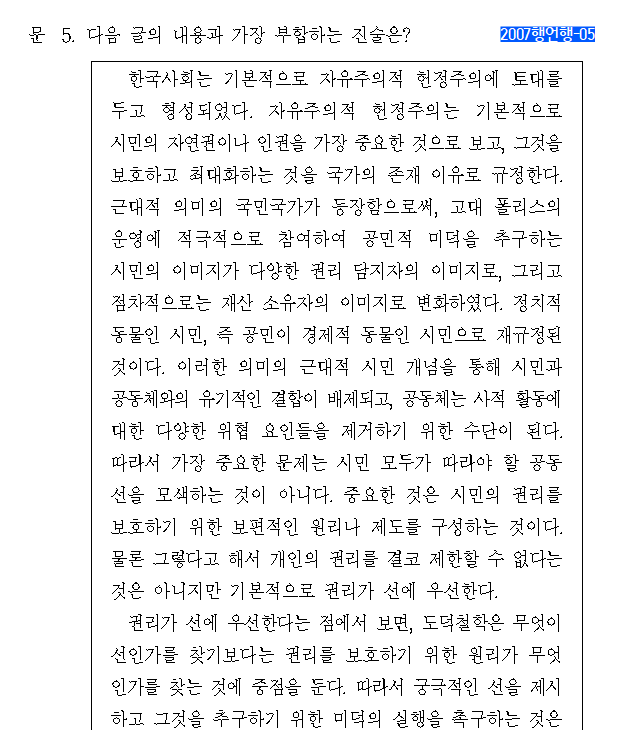 문 5. 다음 글의 내용과 가장 부합하는 진술은?
2007행언행-05
한국사회는 기본적으로 자유주의적 헌정주의에 토대를
두고 형성되었다. 자유주의적 헌정주의는 기본적으로
시민의 자연권이나 인권을 가장 중요한 것으로 보고, 그것을
보호하고 최대화하는 것을 국가의 존재 이유로 규정한다.
근대적 의미의 국민국가가 등장함으로써, 고대 폴리스의
운영에 적극적으로 참여하여 공민적 미덕을 추구하는
시민의 이미지가 다양한 권리 담지자의 이미지로, 그리고
점차적으로는 재산 소유자의 이미지로 변화하였다. 정치적
동물인 시민, 즉 공민이 경제적 동물인 시민으로 재규정된
것이다. 이러한 의미의 근대적 시민 개념을 통해 시민과
공동체와의 유기적인 결합이 배제되고, 공동체는 사적 활동에
대한 다양한 위협 요인들을 제거하기 위한 수단이 된다.
따라서 가장 중요한 문제는 시민 모두가 따라야 할 공동
선을 모색하는 것이 아니다. 중요한 것은 시민의 권리를
보호하기 위한 보편적인 원리나 제도를 구성하는 것이다.
물론 그렇다고 해서 개인의 권리를 결코 제한할 수 없다는
것은 아니지만 기본적으로 권리가 선에 우선한다.
권리가 선에 우선한다는 점에서 보면, 도덕철학은 무엇이
선인가를 찾기보다는 권리를 보호하기 위한 원리가 무엇
인가를 찾는 것에 중점을 둔다. 따라서 궁극적인 선을 제시
하고 그것을 추구하기 위한 미덕의 실행을 촉구하는 것은